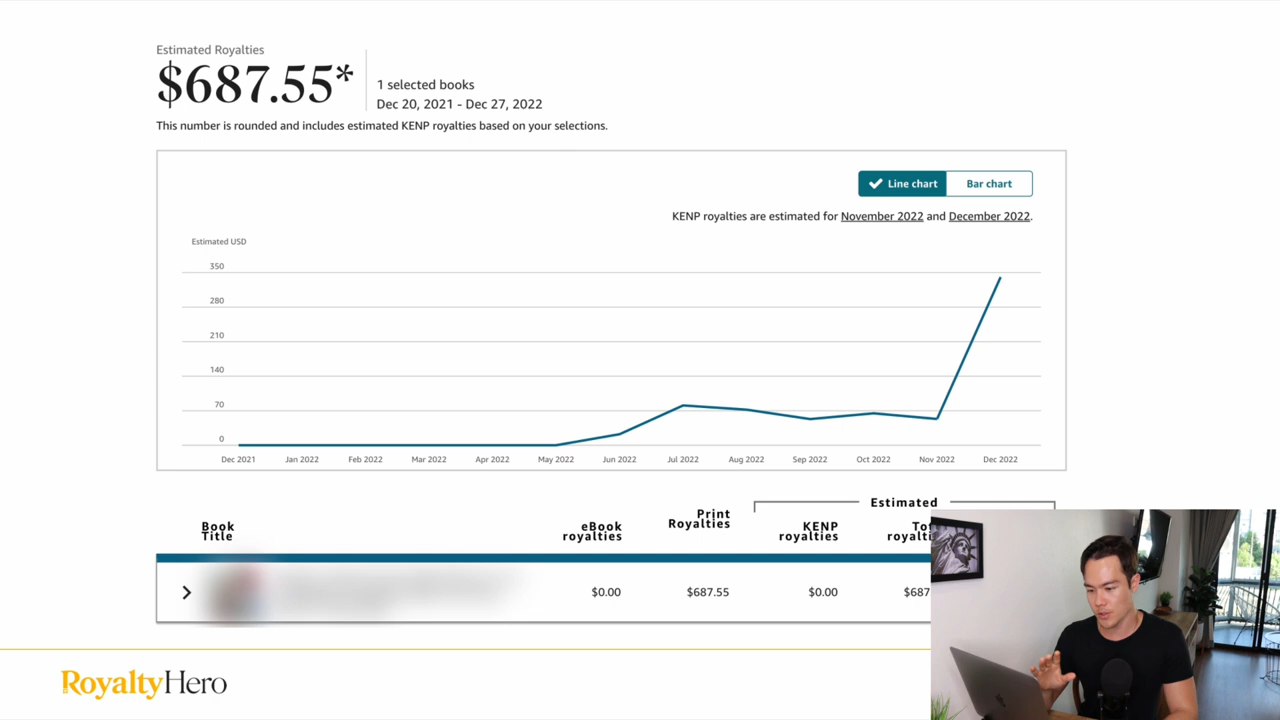 Estimated Royalties
$687.55*
1 selected books
Dec 20, 2021 - Dec 27, 2022
This number is rounded and includes estimated KENP royalties based on your selections.
Line chart
Bar chart
KENP royalties are estimated for November 2022 and December 2022.
Estimated USD
350
280
210
140
70
0
Dec 2021 Jan 2022 Feb 2022 Mar 2022 Apr 2022 May 2022 Jun 2022 Jul 2022 Aug 2022 Sep 2022 Oct 2022 Nov 2022 Dec 2022
Estimated
Book Title
eBook royalties
Print Royalties
KENP royalties
$0.00 $687.55 $0.00 $687
RoyaltyHero